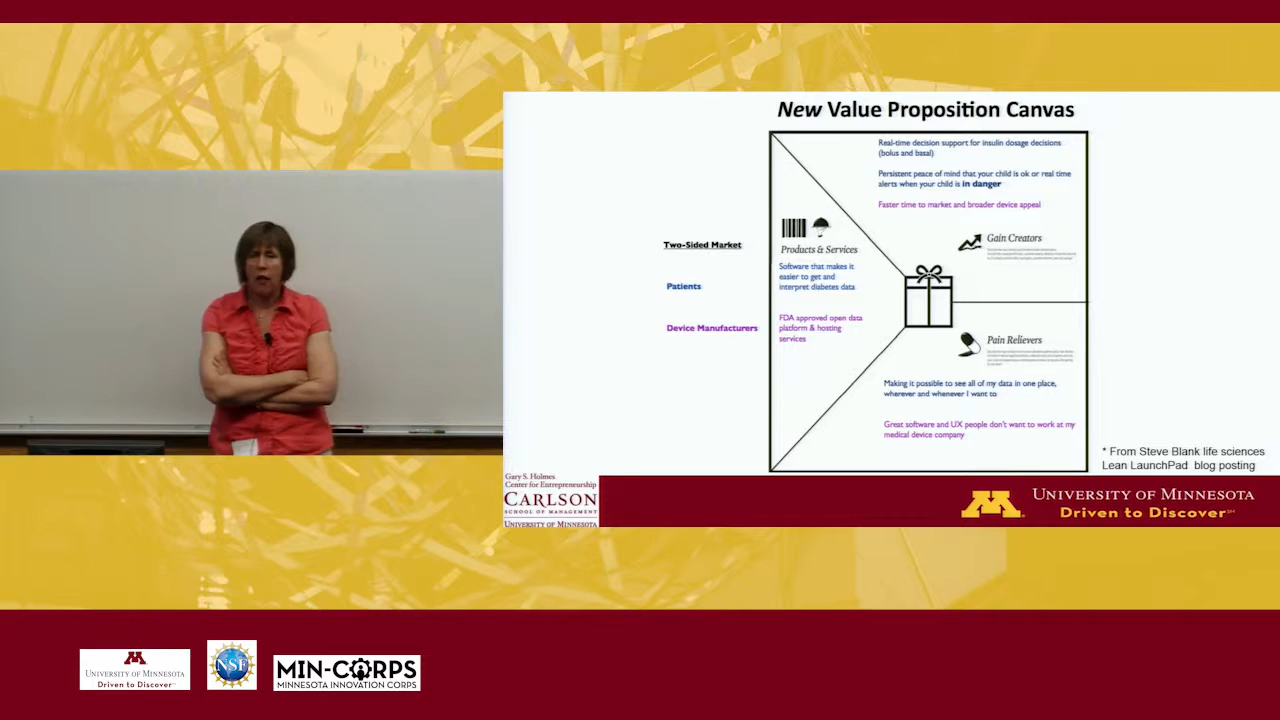 New Value Proposition Canvas
Real-time decision support for insulin dosage decisions
(bolus and basal)
Persistent peace of mind that your child is ok or real time
alerts when your child is in danger
Faster time to market and broader device appeal
Gain Creators
Two-Sided Market
Patients
Device Manufacturers
Products & Services
Software that makes it
easier to get and
interpret diabetes data
FDA approved open data
platform & hosting
services
Pain Relievers
Making it possible to see all of my data in one place,
wherever and whenever I want to
Great software and UX people don't want to work at my
medical device company
* From Steve Blank life sciences
Lean LaunchPad blog posting
Gary S. Holmes
Center for Entrepreneurship
CARLSON
SCHOOL OF MANAGEMENT
UNIVERSITY OF MINNESOTA
M
UNIVERSITY OF MINNESOTA
Driven to Discover℠
M
UNIVERSITY OF MINNESOTA
Driven to Discover
NSF
MIN-CORPS
MINNESOTA INNOVATION CORPS